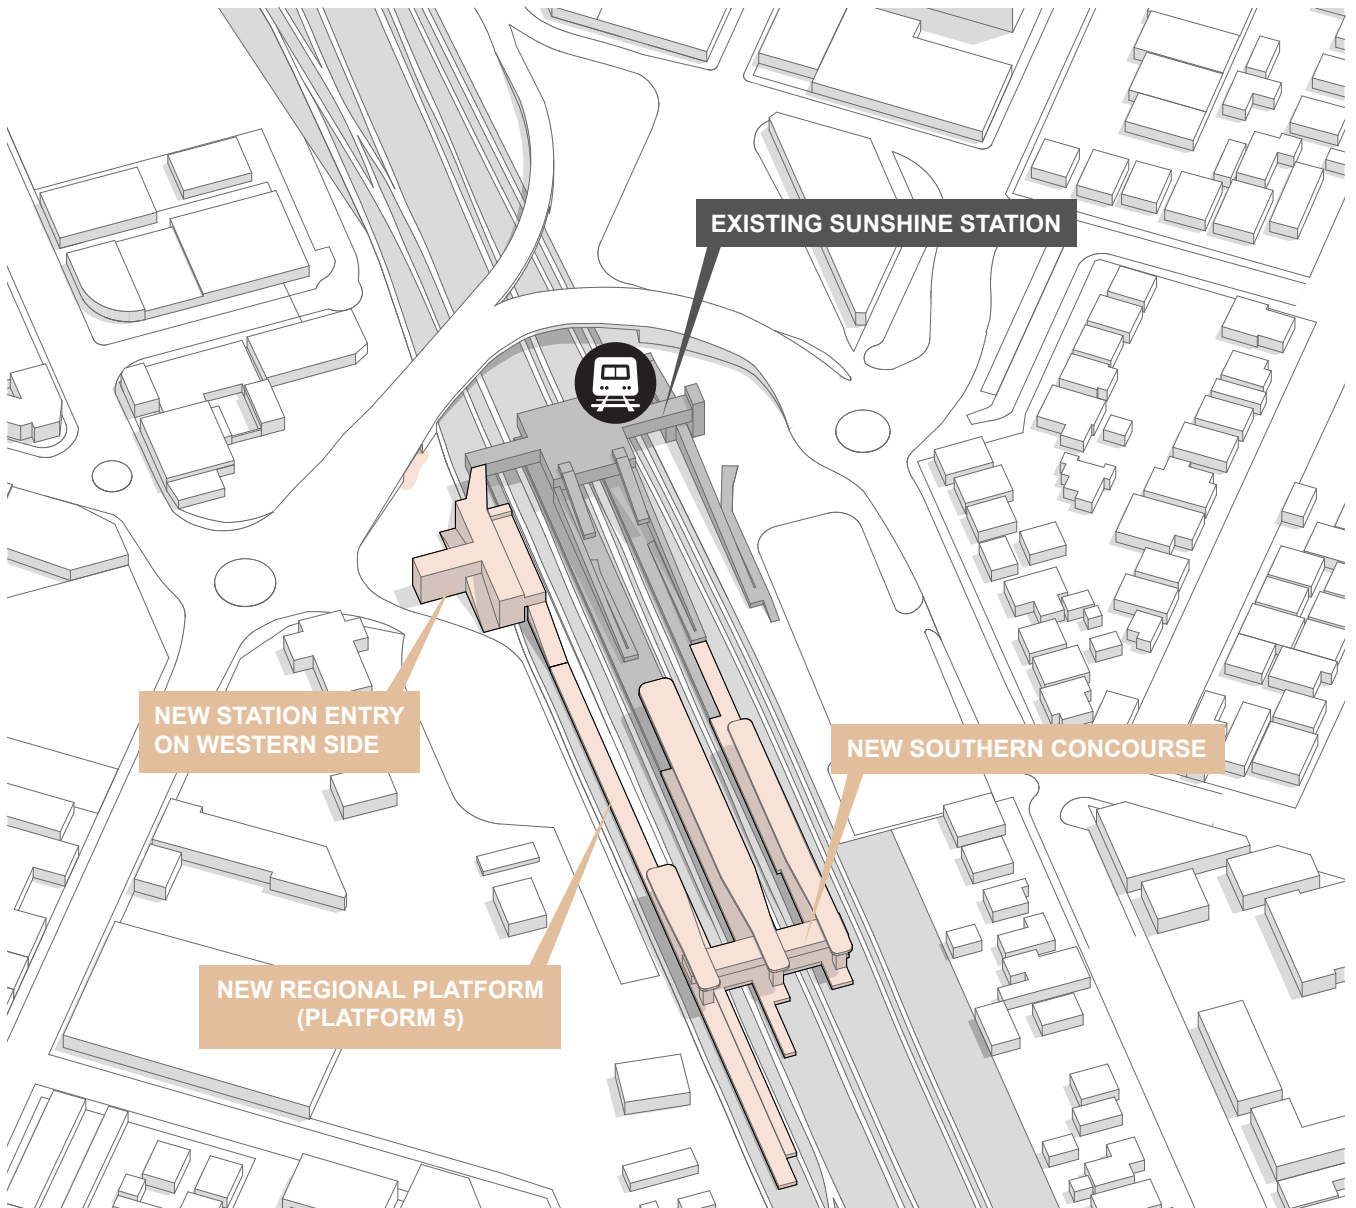 EXISTING SUNSHINE STATION
NEW STATION ENTRY
ON WESTERN SIDE
NEW SOUTHERN CONCOURSE
NEW REGIONAL PLATFORM
(PLATFORM 5)